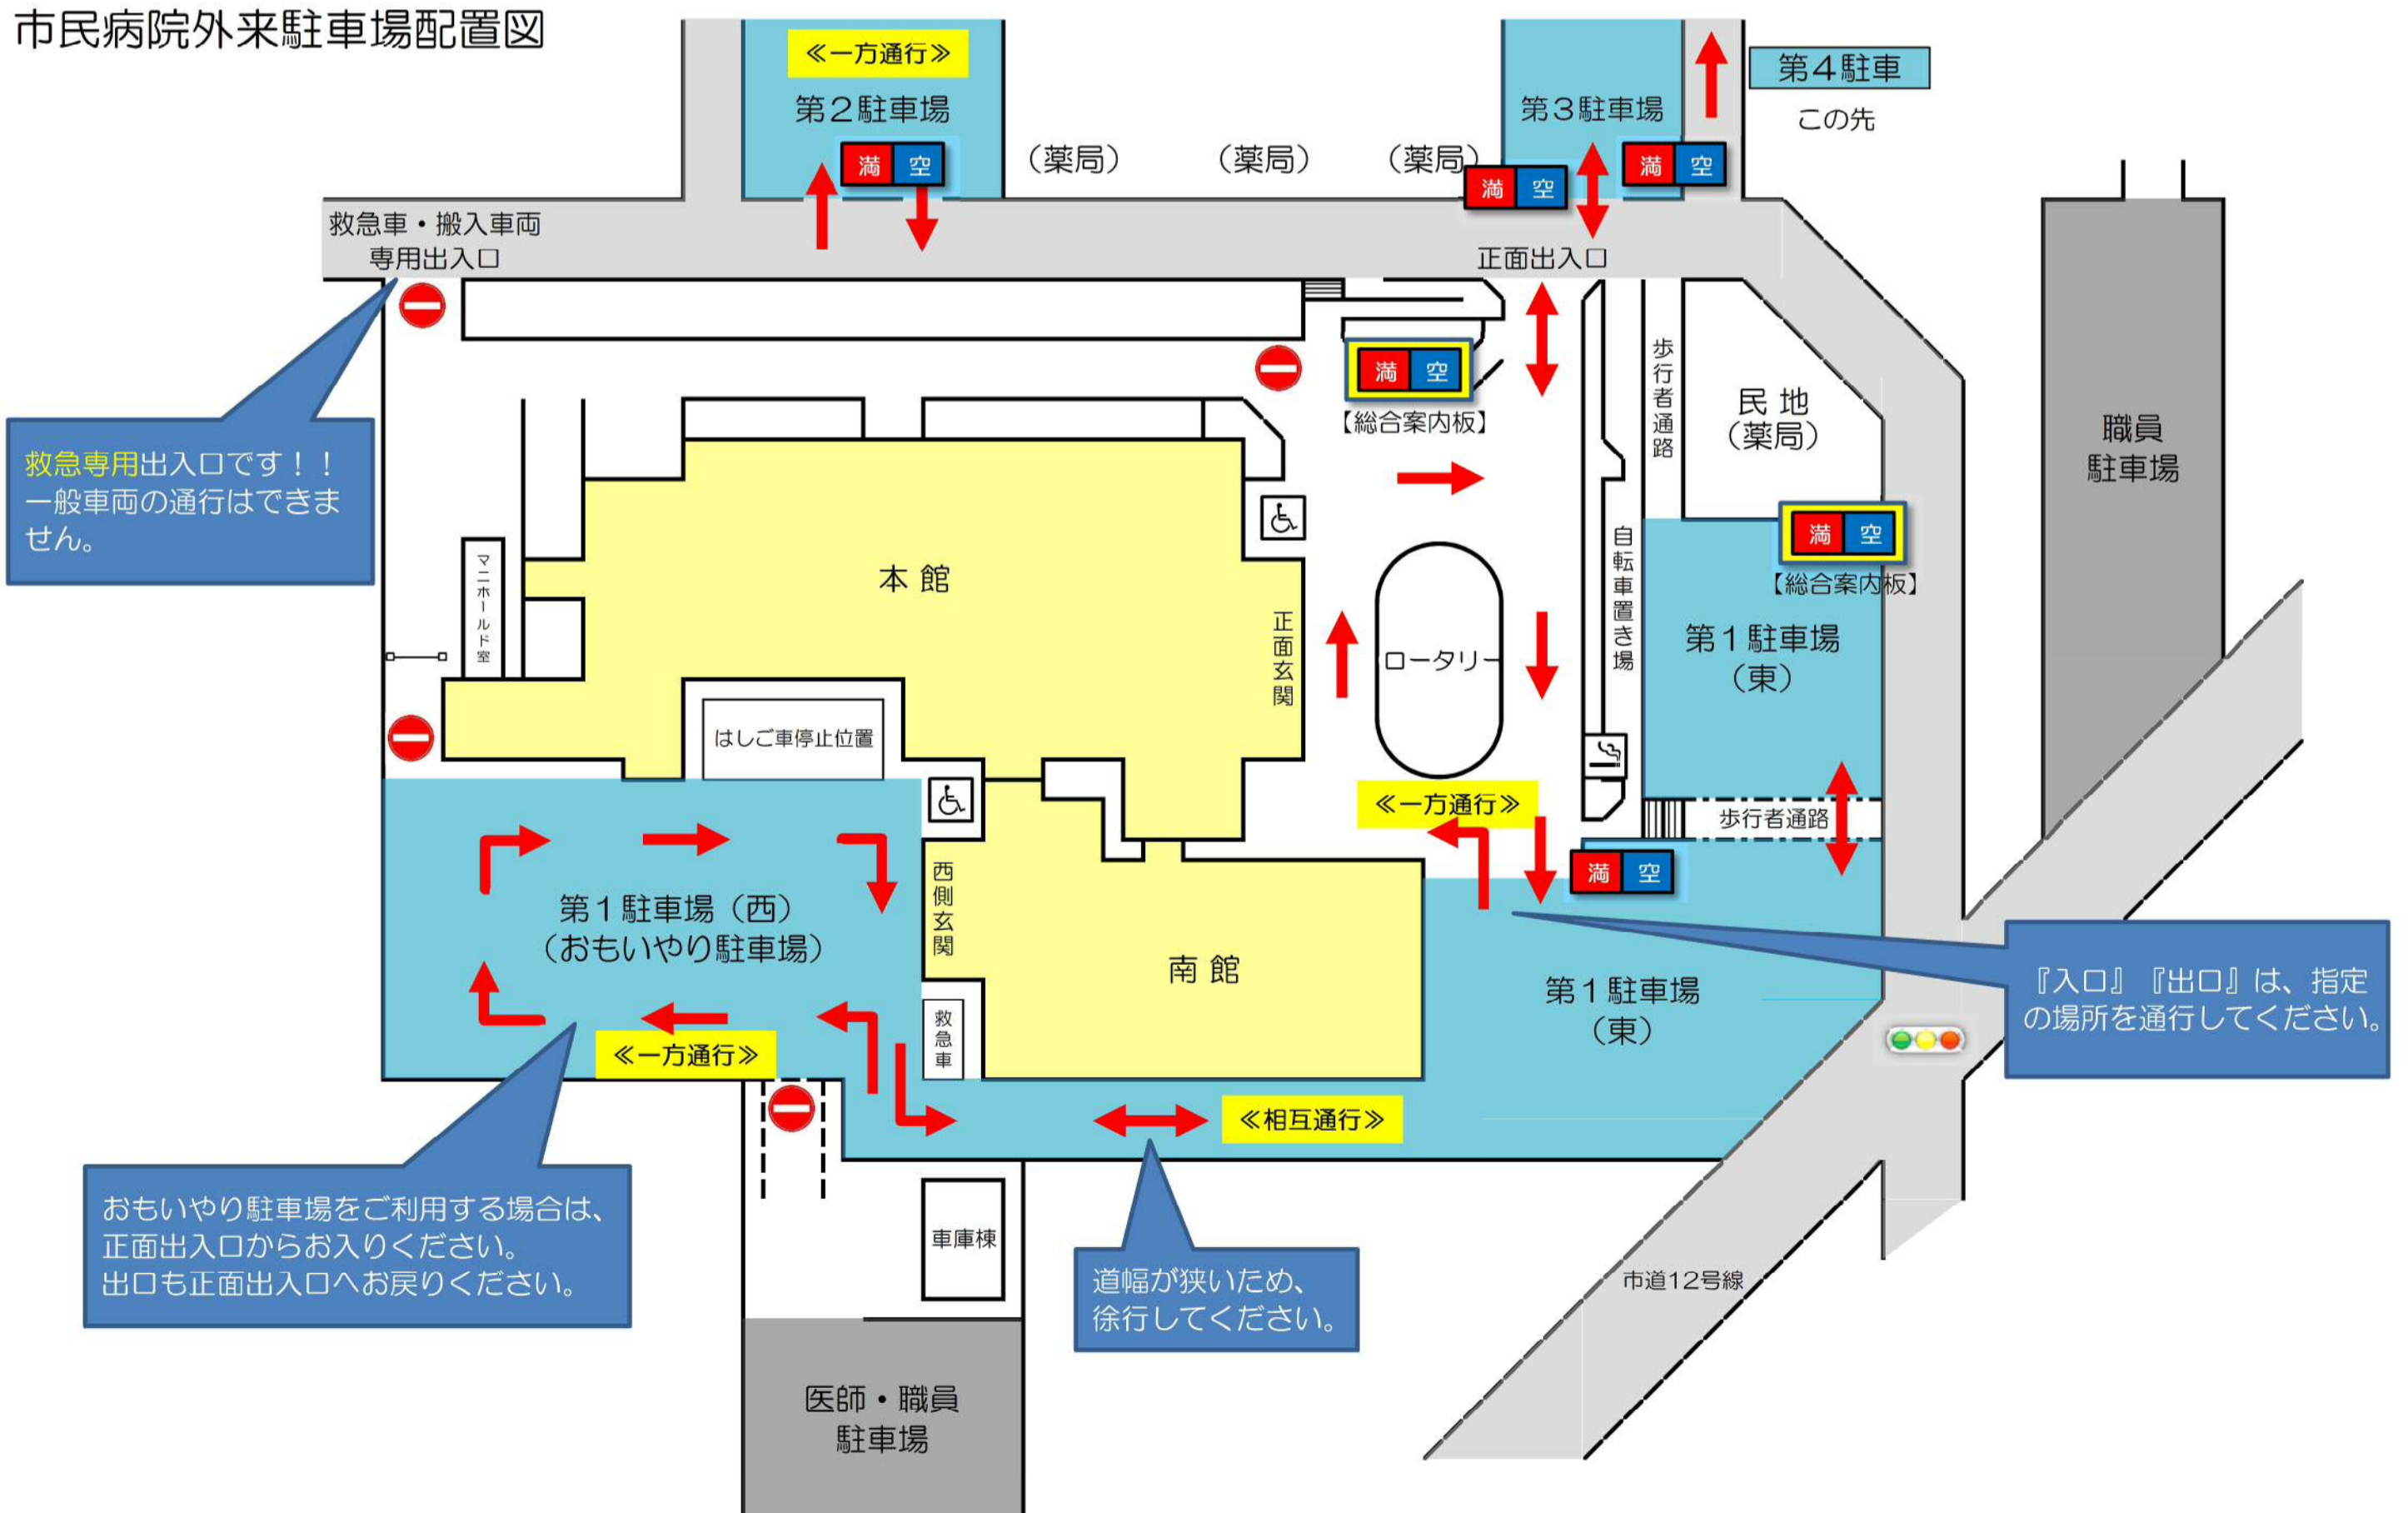 市民病院外来駐車場配置図
≪一方通行≫
第2駐車場
満 空
(薬局)
(薬局)
(薬局)
満 空
第3駐車場
満 空
第4駐車
この先
救急車・搬入車両
専用出入口
正面出入口
救急専用出入口です！！
一般車両の通行はできま
せん。
満 空
【総合案内板】
歩行者通路
民地
(薬局)
職員
駐車場
満 空
【総合案内板】
マニホールド室
本館
正面玄関
ロータリー
自転車置き場
第1駐車場
(東)
はしご車停止位置
≪一方通行≫
歩行者通路
満 空
第1駐車場(西)
(おもいやり駐車場)
西側玄関
南館
第1駐車場
(東)
『入口』『出口』は、指定
の場所を通行してください。
救急車
≪一方通行≫
≪相互通行≫
おもいやり駐車場をご利用する場合は、
正面出入口からお入りください。
出口も正面出入口へお戻りください。
車庫棟
道幅が狭いため、
徐行してください。
市道12号線
医師・職員
駐車場